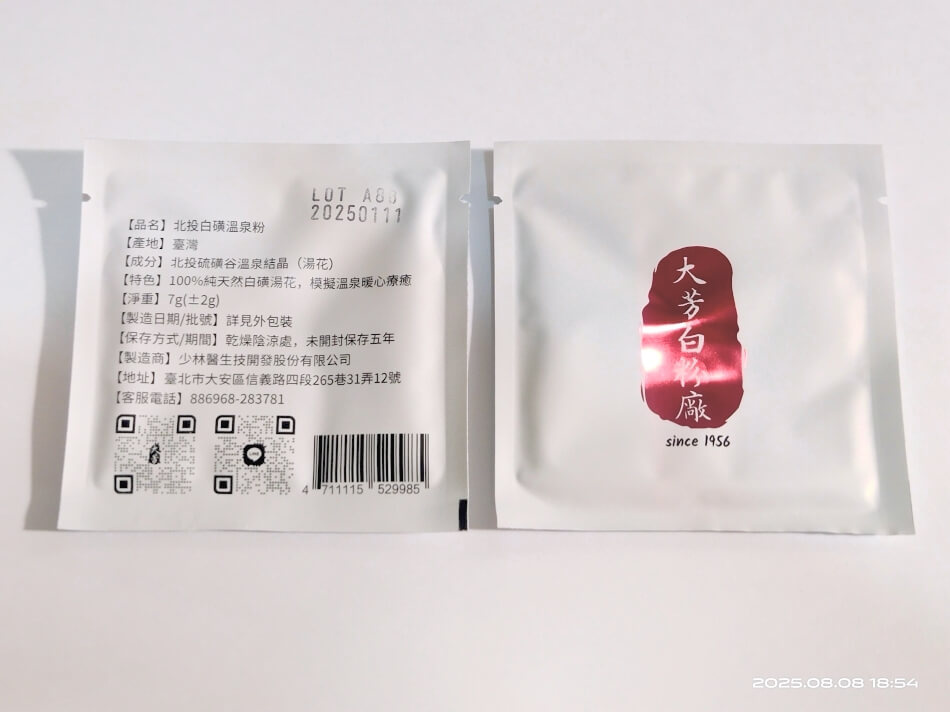 LOT A88
20250111
【品名】北投白磺溫泉粉
【產地】臺灣
【成分】北投硫磺谷溫泉結晶（湯花）
【特色】100%純天然白磺湯花，模擬溫泉暖心療癒
【淨重】7g(±2g)
【製造日期/批號】詳見外包裝
【保存方式/期間】乾燥陰涼處，未開封保存五年
【製造商】少林醫生技開發股份有限公司
【地址】臺北市大安區信義路四段265巷31弄12號
【客服電話】886968-283781
LINE
4 711115 529985
大芳白粉廠
since 1956
2025.08.08 18:54